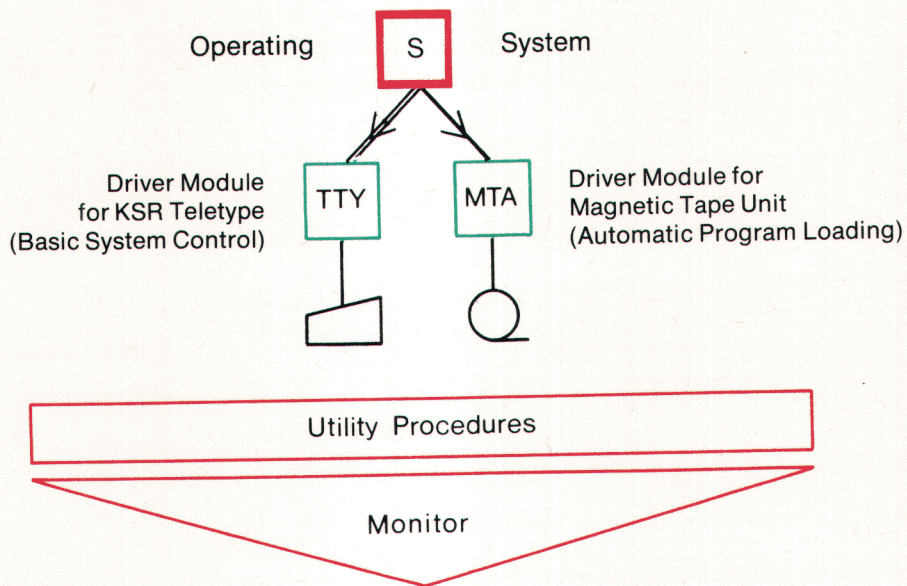 Operating S System
TTY
MTA
Driver Module
for KSR Teletype
(Basic System Control)
Driver Module for
Magnetic Tape Unit
(Automatic Program Loading)
Utility Procedures
Monitor